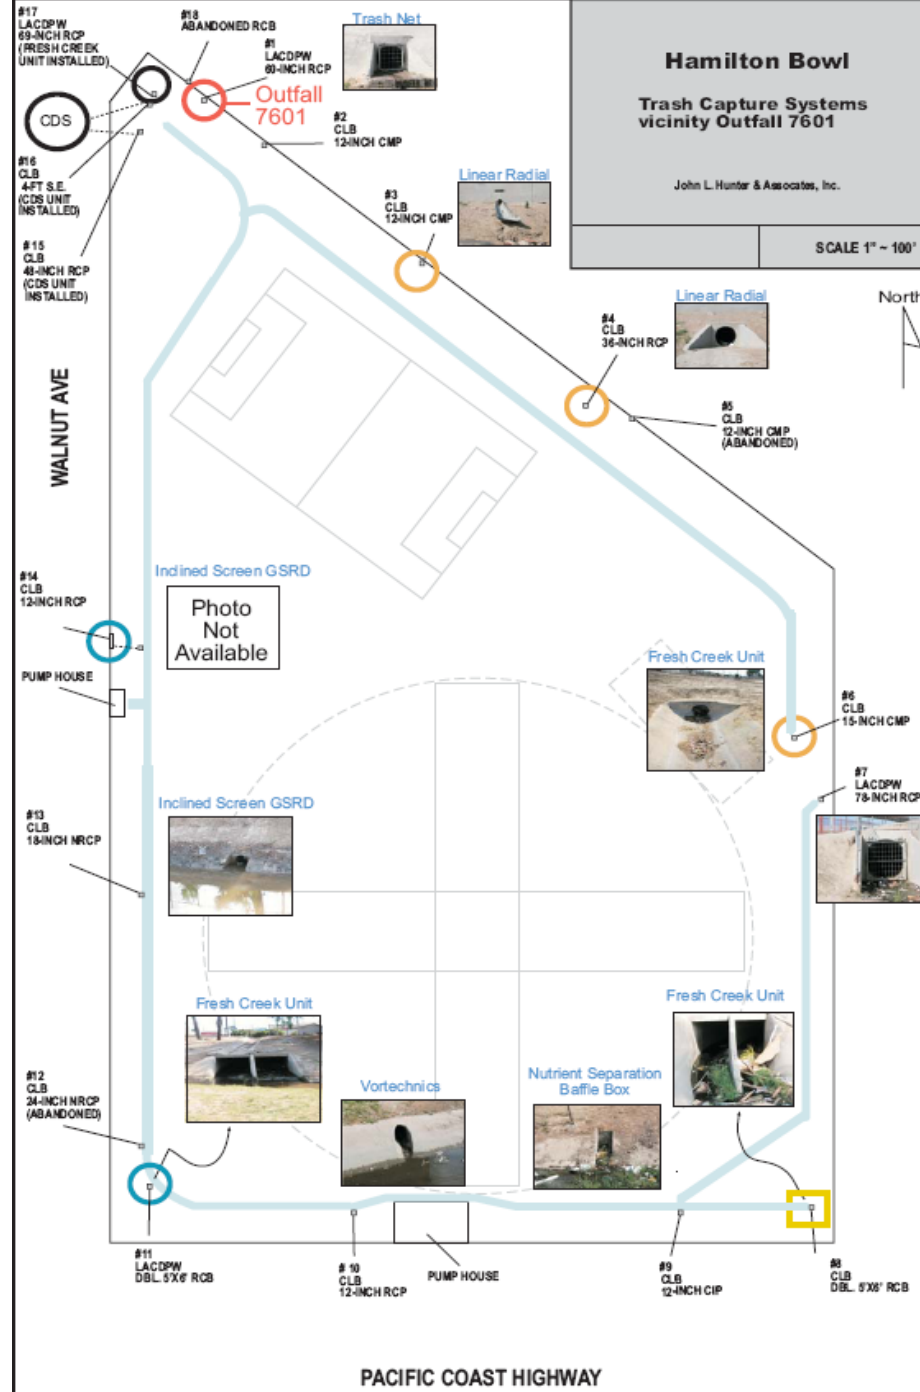 #17
LACDPW
69-INCH RCP
(FRESH CREEK
UNIT INSTALLED)
#18
ABANDONED RCB
#1
LACDPW
60-INCH RCP
Trash Net
Outfall
7601
CDS
#2
CLB
12-INCH CMP
Hamilton Bowl
Trash Capture Systems
vicinity Outfall 7601
John L. Hunter & Assocates, Inc.
SCALE 1" ~ 100'
#16
CLB
4-FT S.E.
(CDS UNIT
INSTALLED)
Linear Radial
#3
CLB
12-INCH CMP
#15
CLB
48-INCH RCP
(CDS UNIT
INSTALLED)
North
Linear Radial
#4
CLB
36-INCH RCP
WALNUT AVE
#5
CLB
12-INCH CMP
(ABANDONED)
#14
CLB
12-INCH RCP
Inclined Screen GSRD
Photo
Not
Available
PUMP HOUSE
Fresh Creek Unit
#6
CLB
15-INCH CMP
#7
LACDPW
78-INCH RCP
#13
CLB
18-INCH NRCP
Inclined Screen GSRD
Fresh Creek Unit
Fresh Creek Unit
#12
CLB
24-INCH NRCP
(ABANDONED)
Vortechnics
Nutrient Separation
Baffle Box
#11
LACDPW
DBL. 5'X6' RCB
# 10
CLB
12-INCH RCP
PUMP HOUSE
#9
CLB
12-INCH CIP
#8
CLB
DBL. 5'X6' RCB
PACIFIC COAST HIGHWAY